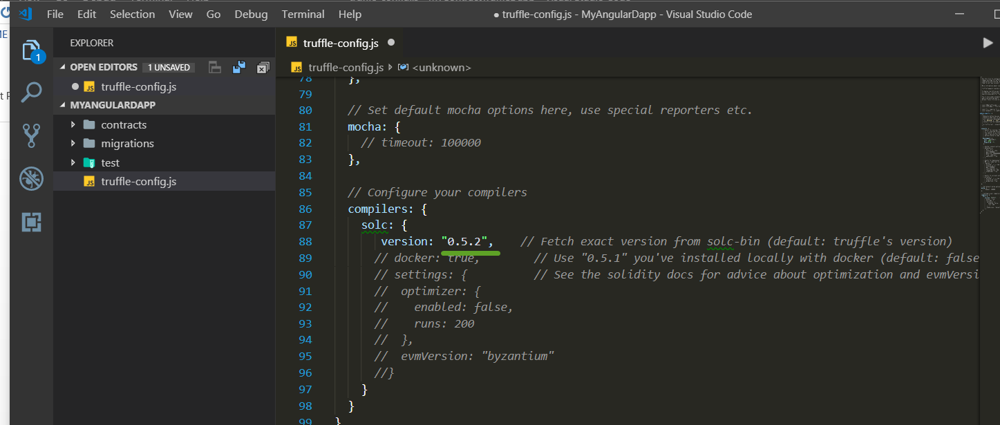 File Edit Selection View Go Debug Terminal Help
● truffle-config.js - MyAngularDapp - Visual Studio Code
ME
1
EXPLORER
OPEN EDITORS 1 UNSAVED
JS truffle-config.js
MYANGULARDAPP
contracts
migrations
test
JS truffle-config.js
JS truffle-config.js
JS truffle-config.js <unknown>
78 },
79
80 // Set default mocha options here, use special reporters etc.
81 mocha: {
82 // timeout: 100000
83 },
84
85 // Configure your compilers
86 compilers: {
87 solc: {
88 version: "0.5.2", // Fetch exact version from solc-bin (default: truffle's version)
89 // docker: true, // Use "0.5.1" you've installed locally with docker (default: false
90 // settings: { // See the solidity docs for advice about optimization and evmVersi
91 // optimizer: {
92 // enabled: false,
93 // runs: 200
94 // },
95 // evmVersion: "byzantium"
96 //}
97 }
98 }
99 }